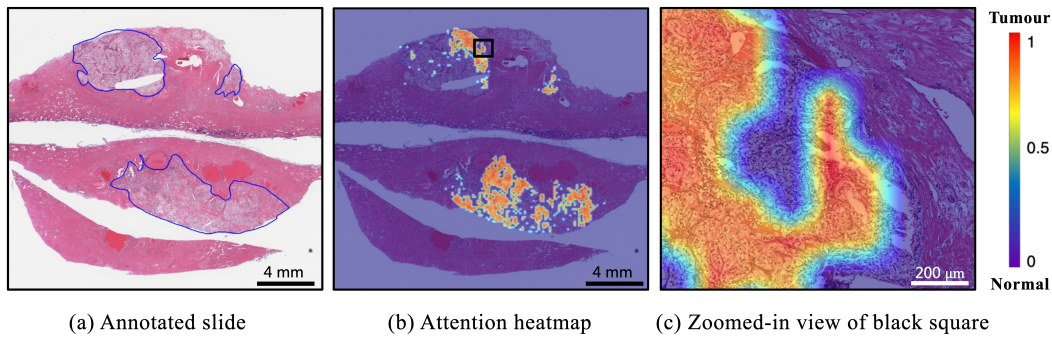 4 mm
4 mm
200 µm
Tumour
1
0.5
0
Normal
(a) Annotated slide
(b) Attention heatmap
(c) Zoomed-in view of black square